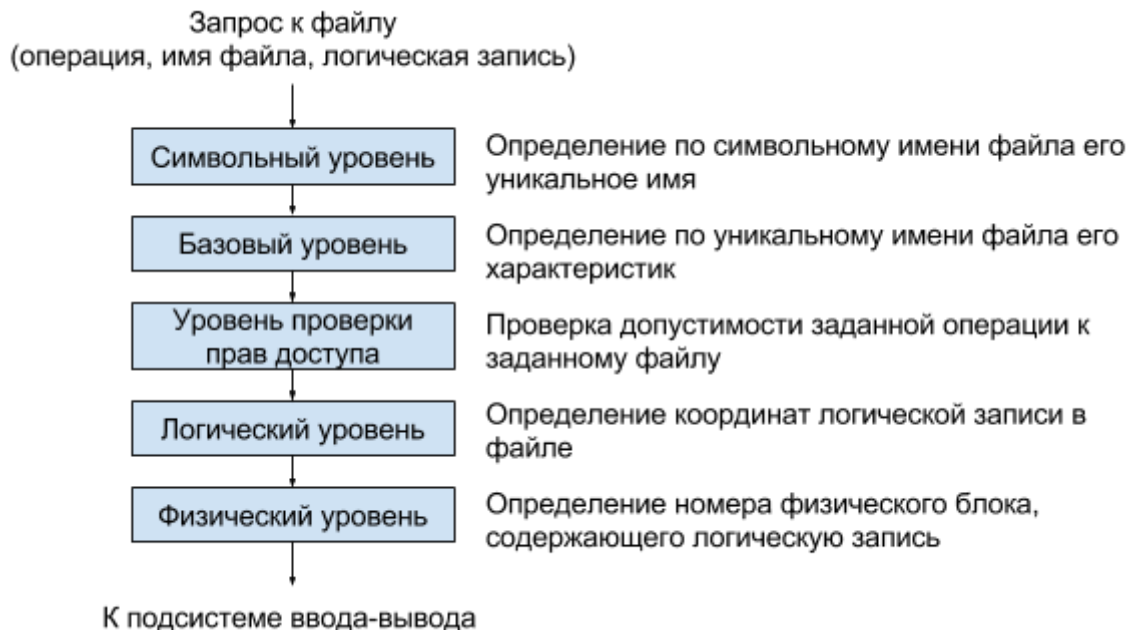 Запрос к файлу
(операция, имя файла, логическая запись)
Символьный уровень
Определение по символьному имени файла его
уникальное имя
Базовый уровень
Определение по уникальному имени файла его
характеристик
Уровень проверки
прав доступа
Проверка допустимости заданной операции к
заданному файлу
Логический уровень
Определение координат логической записи в
файле
Физический уровень
Определение номера физического блока,
содержающего логическую запись
К подсистеме ввода-вывода